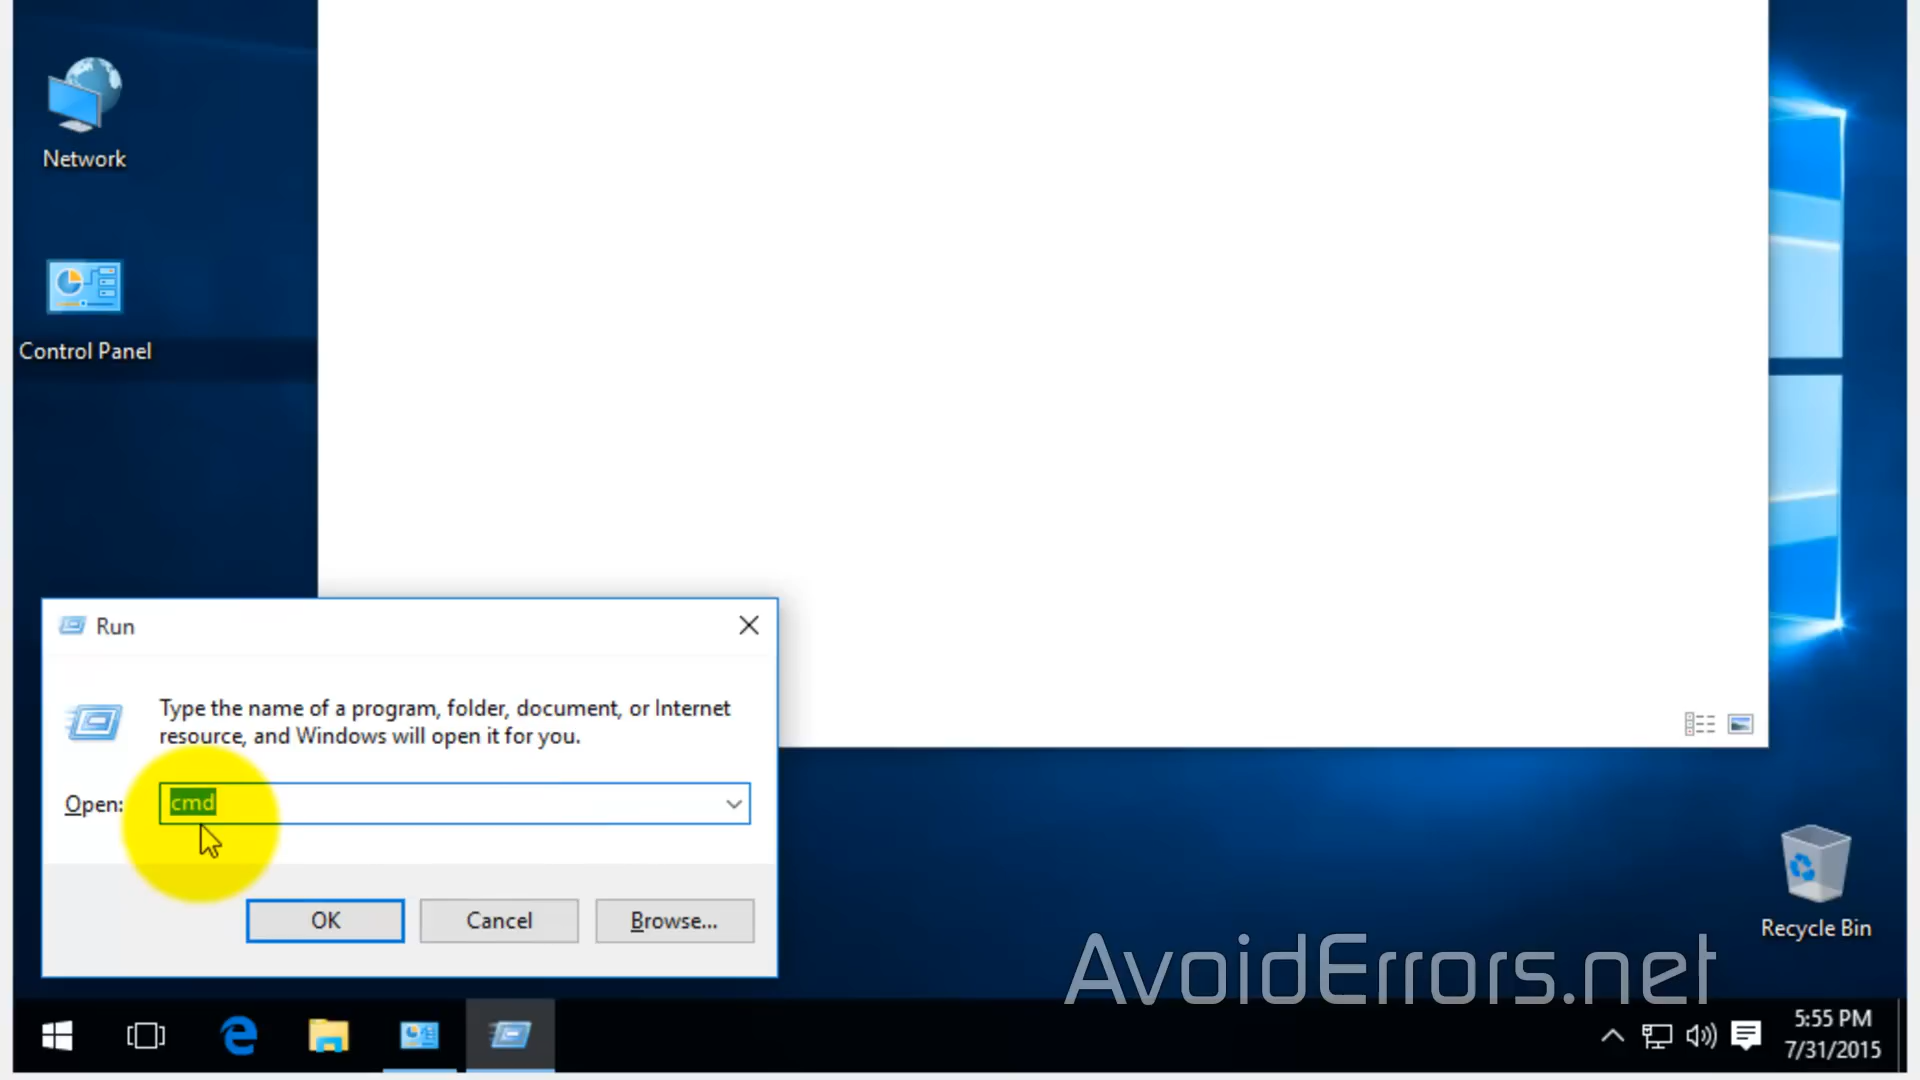 Network
Control Panel
Run
Type the name of a program, folder, document, or Internet
resource, and Windows will open it for you.
Open:
cmd
OK
Cancel
Browse...
Recycle Bin
AvoidErrors.net
5:55 PM
7/31/2015